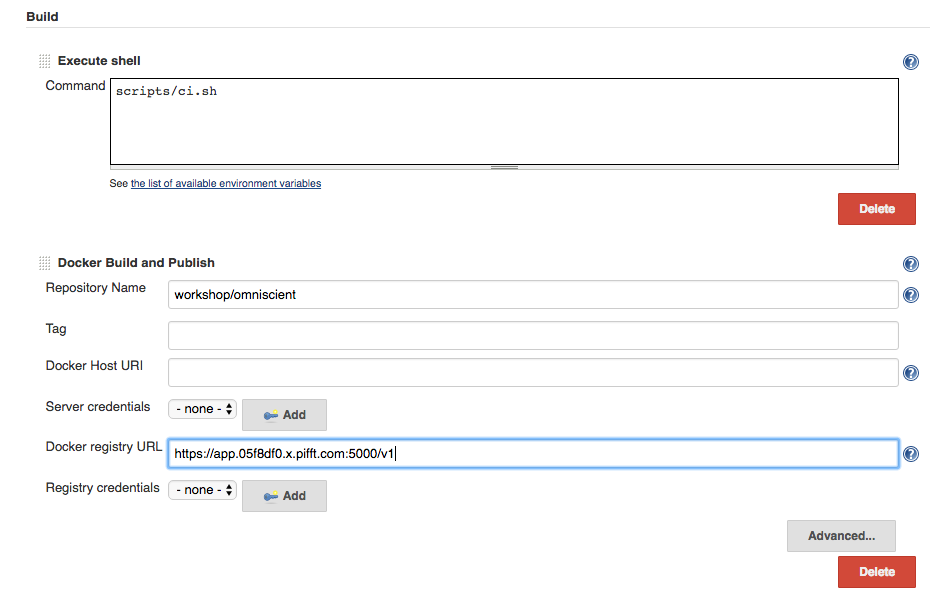 Build
Execute shell
Command
scripts/ci.sh
See the list of available environment variables
Delete
Docker Build and Publish
Repository Name
workshop/omniscient
Tag
Docker Host URI
Server credentials
- none -
Add
Docker registry URL
https://app.05f8df0.x.pifft.com:5000/v1
Registry credentials
- none -
Add
Advanced...
Delete